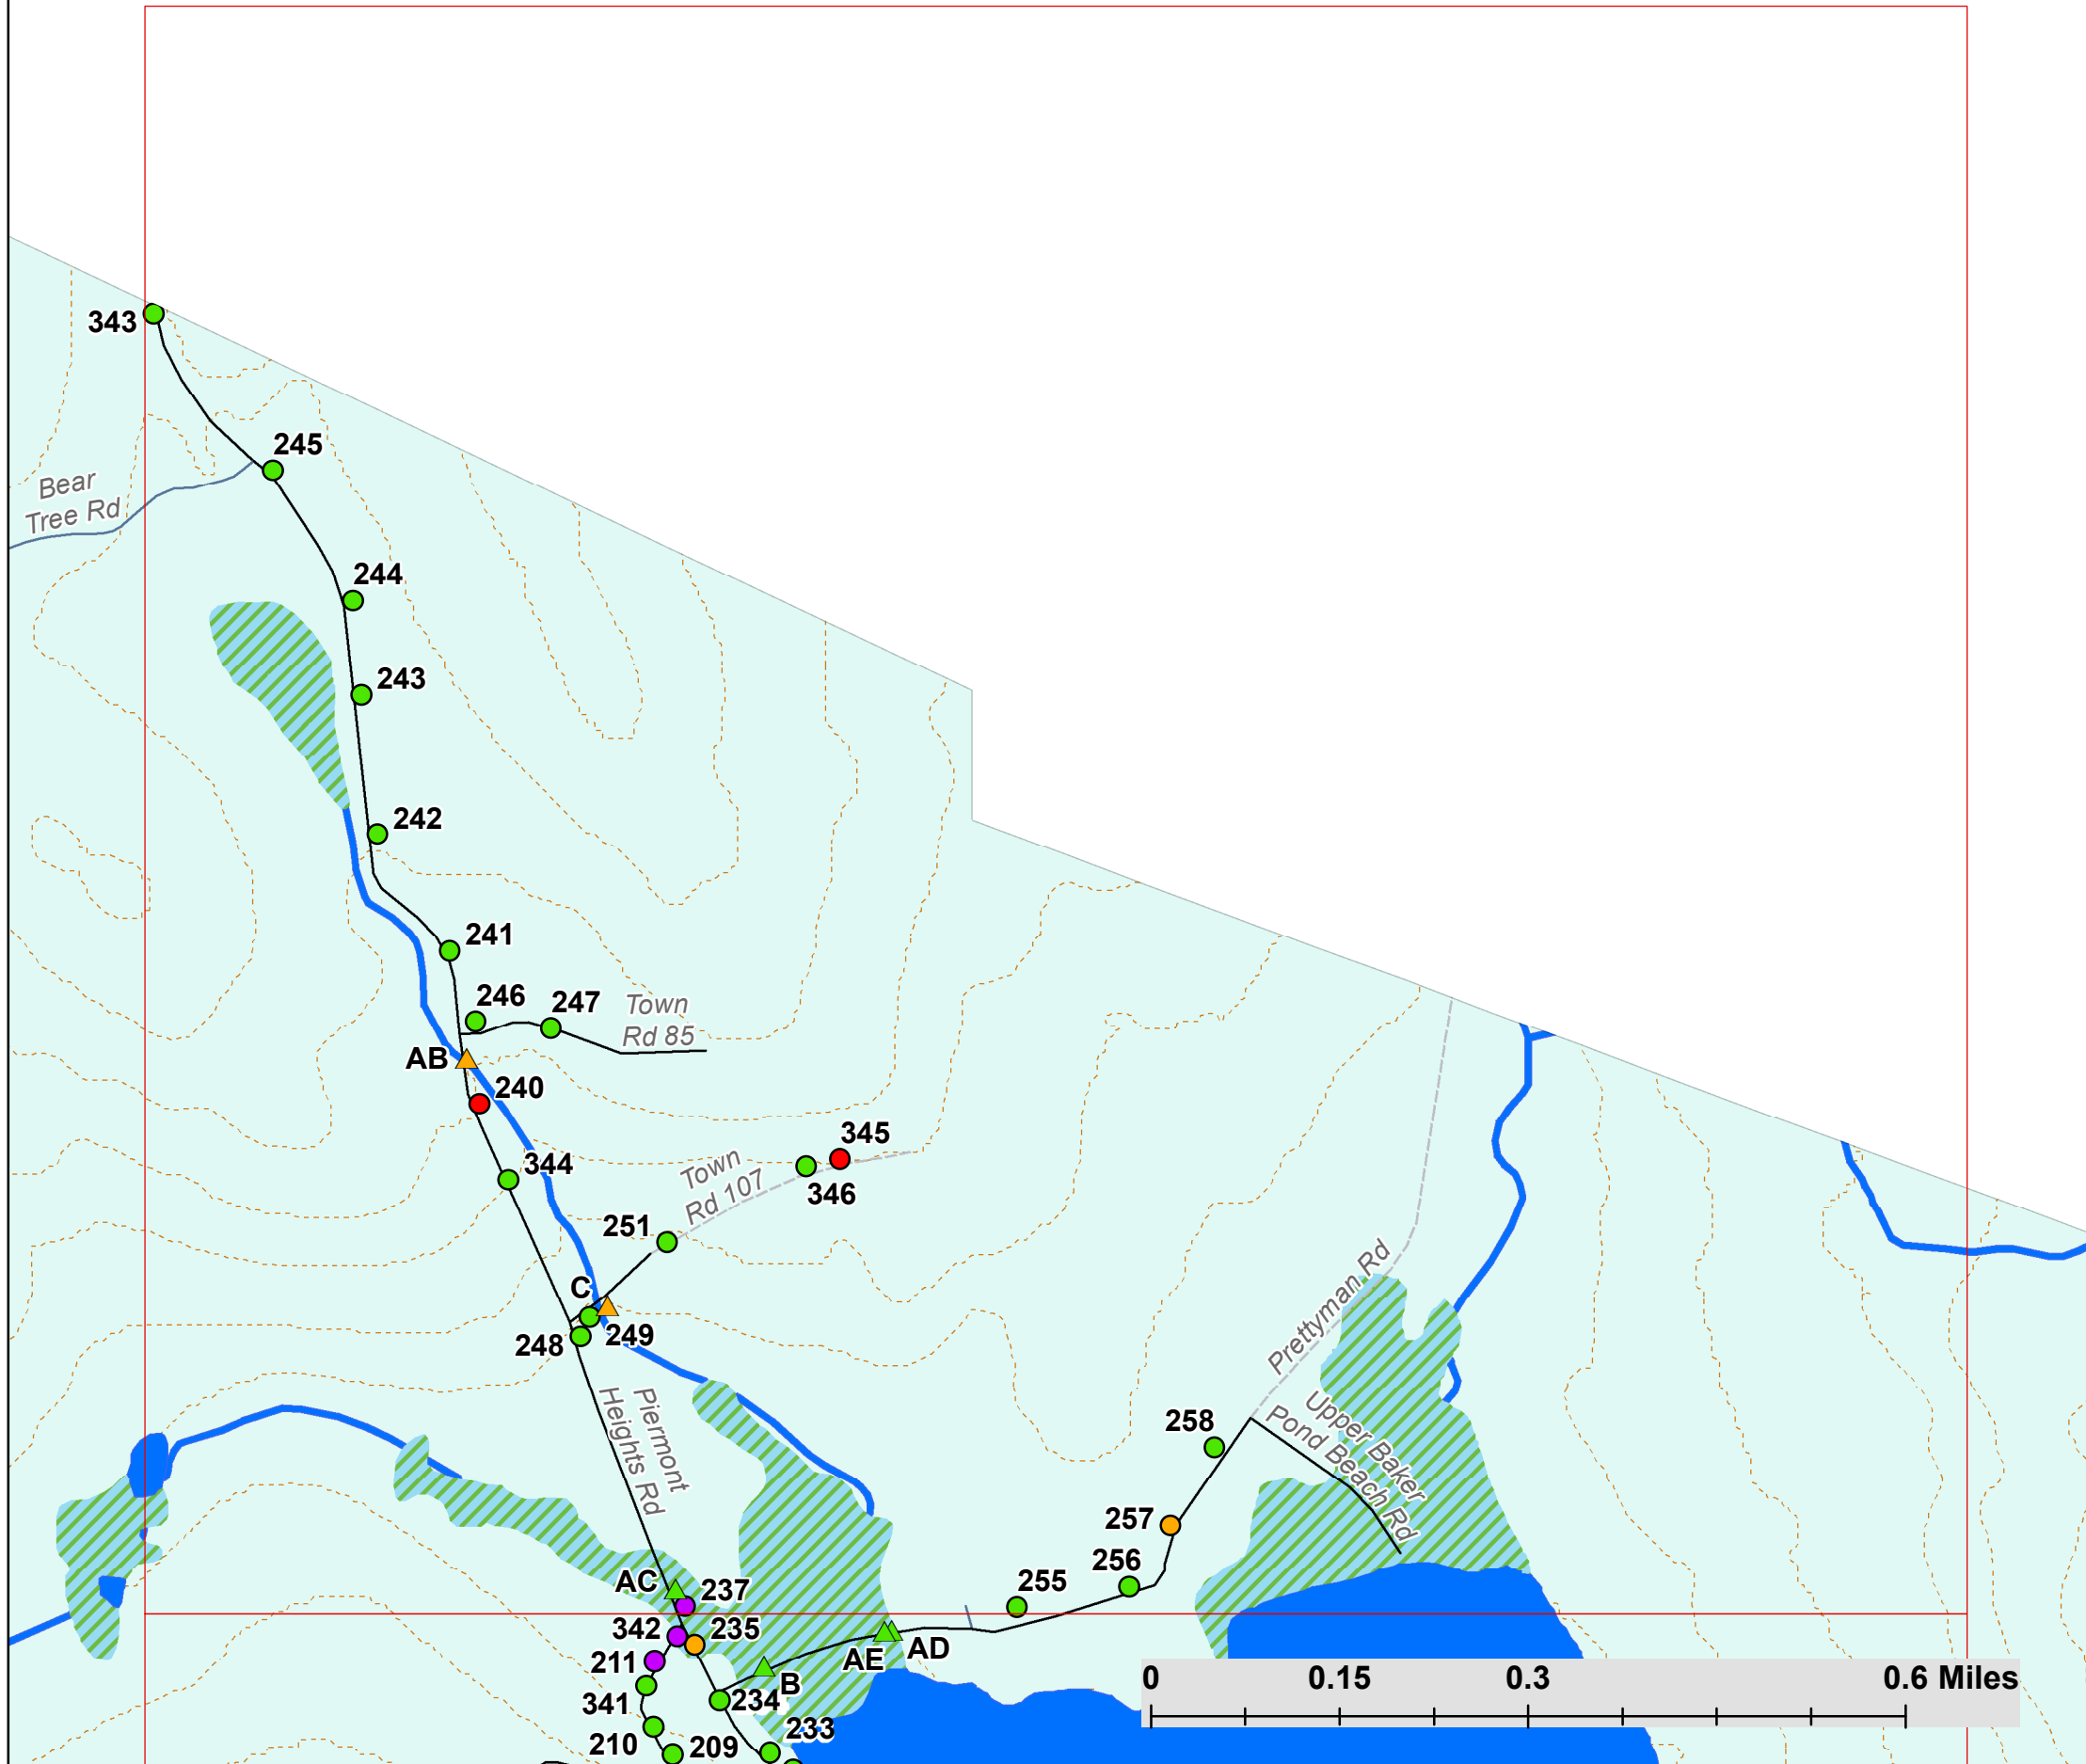 343
245
Bear
Tree Rd
244
243
242
241
246
247
Town
Rd 85
AB
240
345
344
Town
Rd 107
346
251
C
249
248
Prettyman Rd
Piermont
Heights Rd
Upper Baker
Pond Beach Rd
258
257
256
255
AC
237
342
235
211
AE
AD
B
341
234
233
210
209
0 0.15 0.3 0.6 Miles